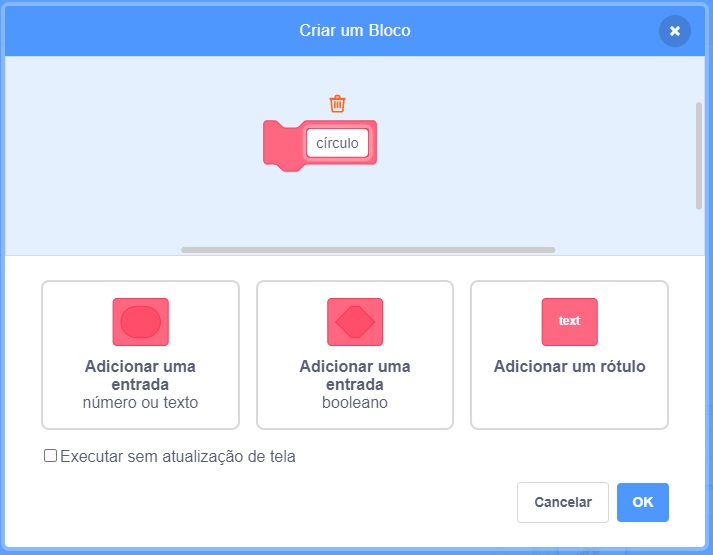 Criar um Bloco
círculo
text
Adicionar uma
entrada
número ou texto
Adicionar uma
entrada
booleano
Adicionar um rótulo
Executar sem atualização de tela
Cancelar
OK